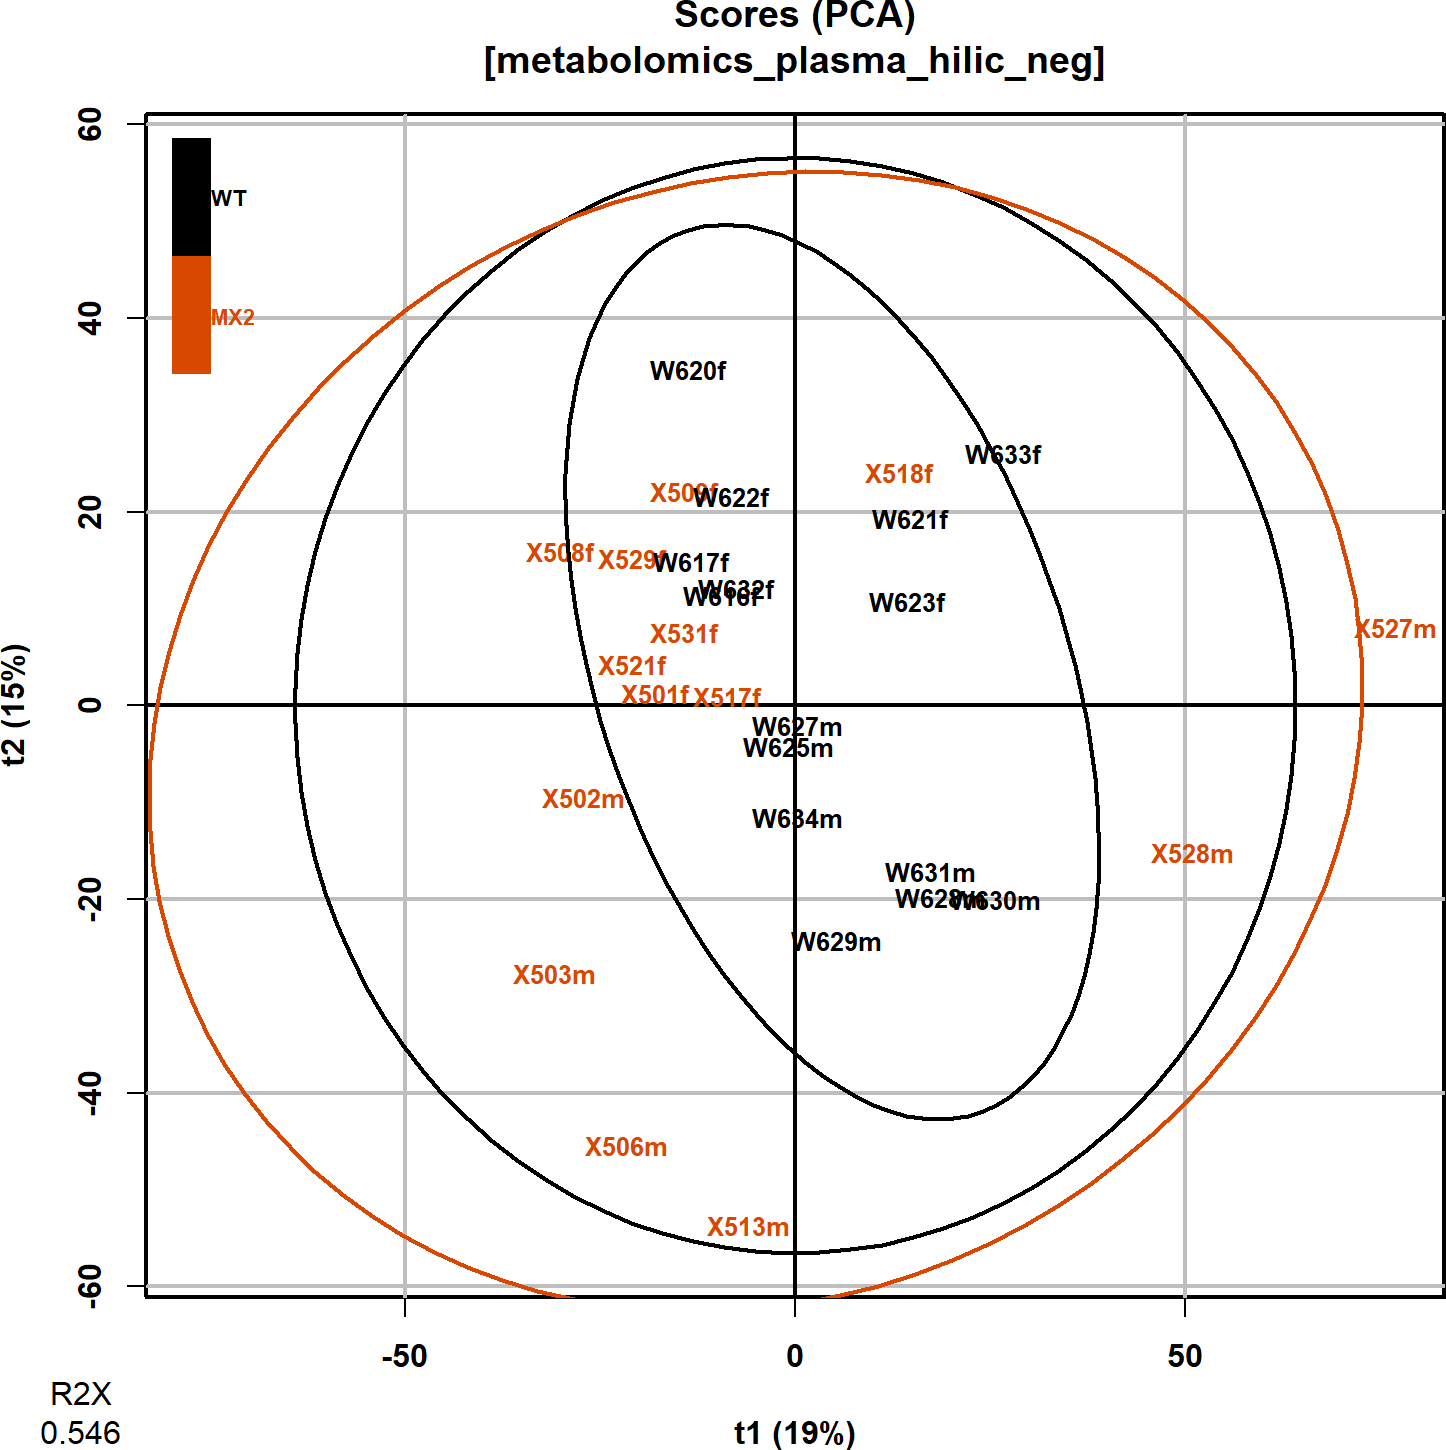 Scores (PCA)
[metabolomics_plasma_hilic_neg]
60
40
20
0
-20
-40
-60
t2 (15%)
WT
MX2
W620f
W633f
X518f
X509f
W622f
W621f
X508f
X529f
W617f
W632f
W616f
W623f
X531f
X527m
X521f
X501f
X517f
W627m
W625m
X502m
W634m
X528m
W631m
W628m
W630m
W629m
X503m
X506m
X513m
-50
0
50
R2X
0.546
t1 (19%)